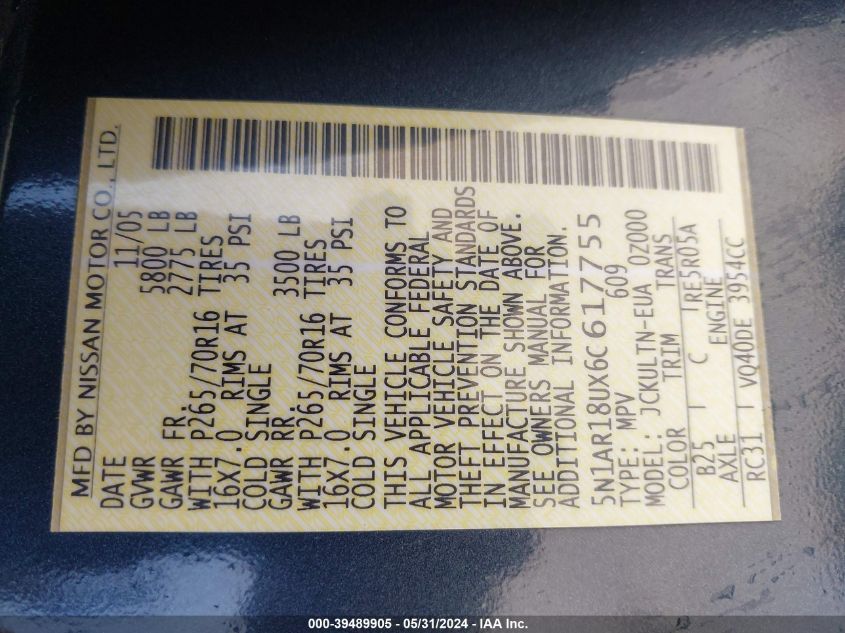 MFD BY NISSAN MOTOR CO., LTD.
DATE 11/05
GVWR 5800 LB
GAWR FR. 2775 LB
WITH P265/70R16 TIRES
16X7.0 RIMS AT 35 PSI
COLD SINGLE
GAWR RR. 3500 LB
WITH P265/70R16 TIRES
16X7.0 RIMS AT 35 PSI
COLD SINGLE
THIS VEHICLE CONFORMS TO
ALL APPLICABLE FEDERAL
MOTOR VEHICLE SAFETY AND
THEFT PREVENTION STANDARDS
IN EFFECT ON THE DATE OF
MANUFACTURE SHOWN ABOVE.
SEE OWNERS MANUAL FOR
ADDITIONAL INFORMATION.
5N1AR18UX6C617755
TYPE: MPV 609
MODEL: JCKULTN-EUA 0Z000
COLOR TRIM TRANS
B25 C RE5R05A
AXLE ENGINE
RC31 VQ40DE 3954CC
000-39489905 / 05/31/2024 - IAA Inc.